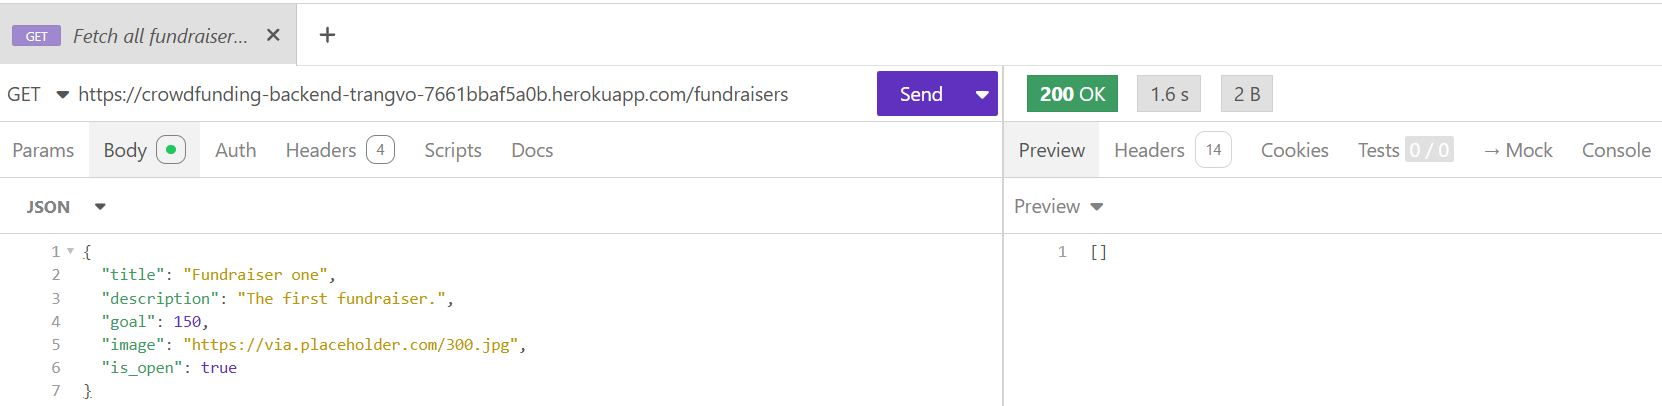 GET Fetch all fundraiser... × +
GET https://crowdfunding-backend-trangvo-7661bbaf5a0b.herokuapp.com/fundraisers Send 200 OK 1.6 s 2 B
Params Body Auth Headers 4 Scripts Docs Preview Headers 14 Cookies Tests 0 / 0 → Mock Console
JSON Preview
1 {
2 "title": "Fundraiser one",
3 "description": "The first fundraiser.",
4 "goal": 150,
5 "image": "https://via.placeholder.com/300.jpg",
6 "is_open": true
7 }
1 []